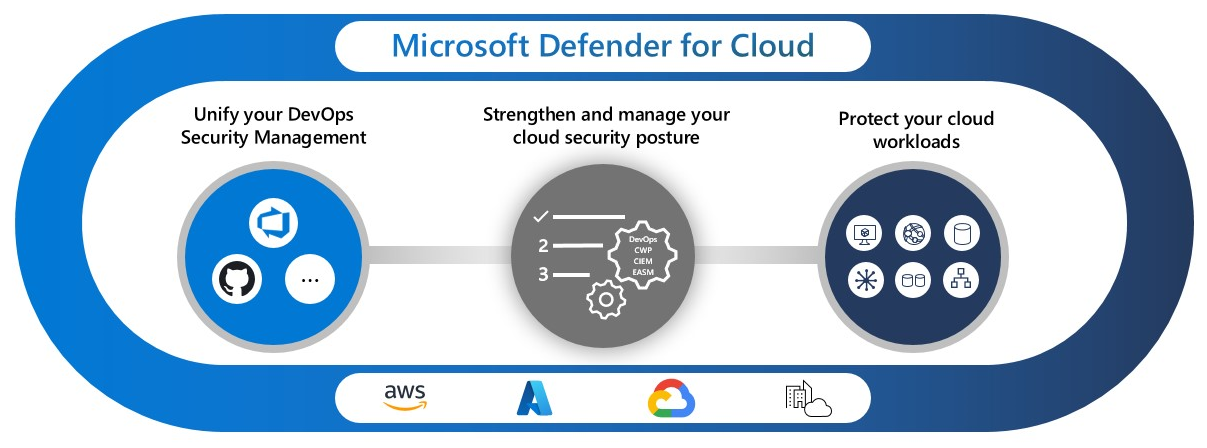 Microsoft Defender for Cloud
Unify your DevOps
Security Management
Strengthen and manage your
cloud security posture
Protect your cloud
workloads
2
3
DevOps
CWP
CIEM
EASM
aws